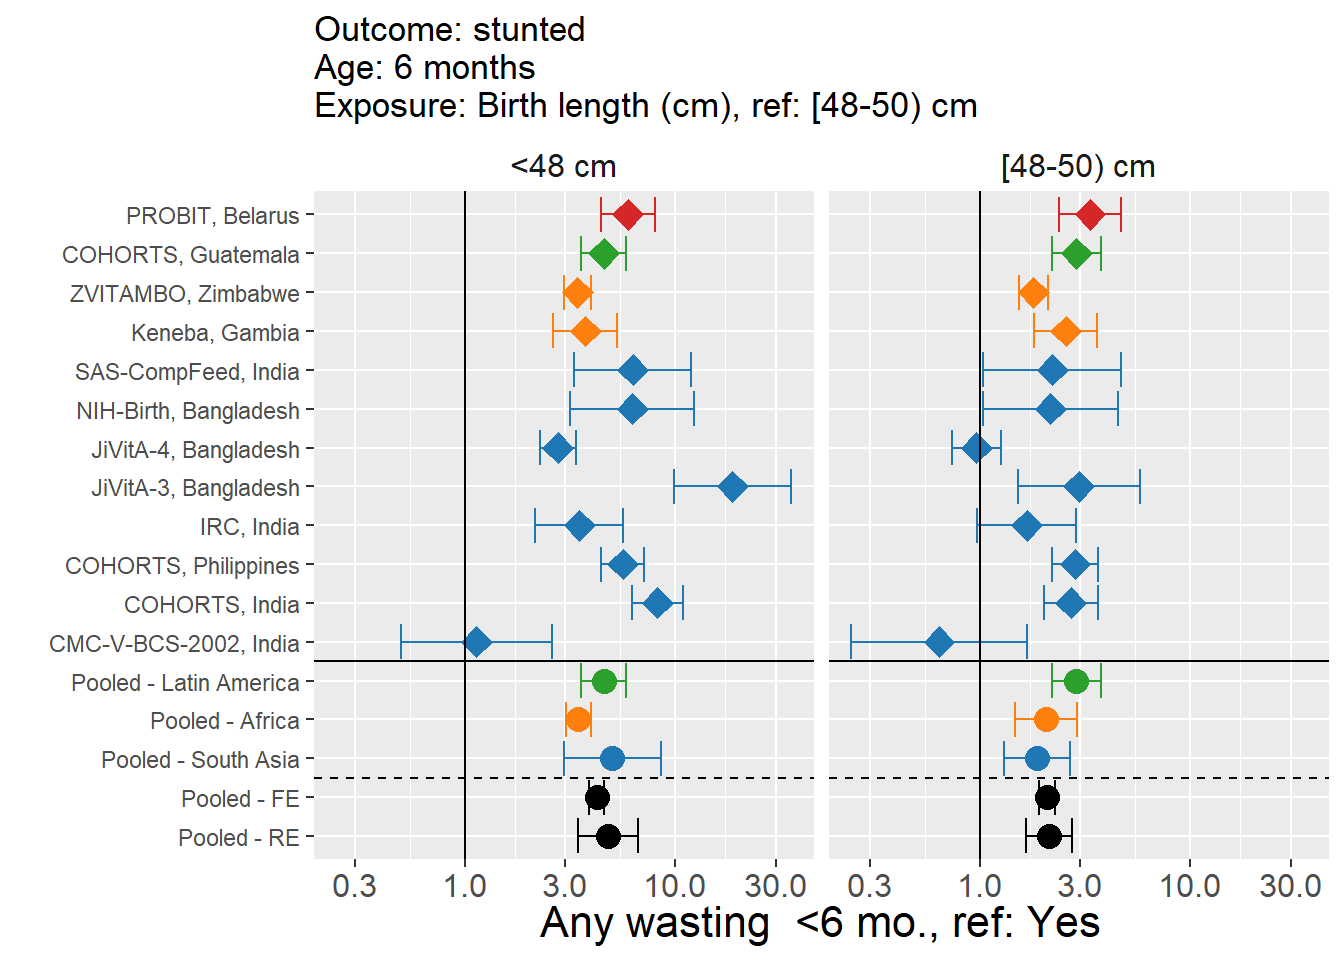 Outcome: stunted
Age: 6 months
Exposure: Birth length (cm), ref: [48-50) cm
<48 cm
[48-50) cm
PROBIT, Belarus
COHORTS, Guatemala
ZVITAMBO, Zimbabwe
Keneba, Gambia
SAS-CompFeed, India
NIH-Birth, Bangladesh
JiVitA-4, Bangladesh
JiVitA-3, Bangladesh
IRC, India
COHORTS, Philippines
COHORTS, India
CMC-V-BCS-2002, India
Pooled - Latin America
Pooled - Africa
Pooled - South Asia
Pooled - FE
Pooled - RE
0.3 1.0 3.0 10.0 30.0
0.3 1.0 3.0 10.0 30.0
Any wasting  <6 mo., ref: Yes